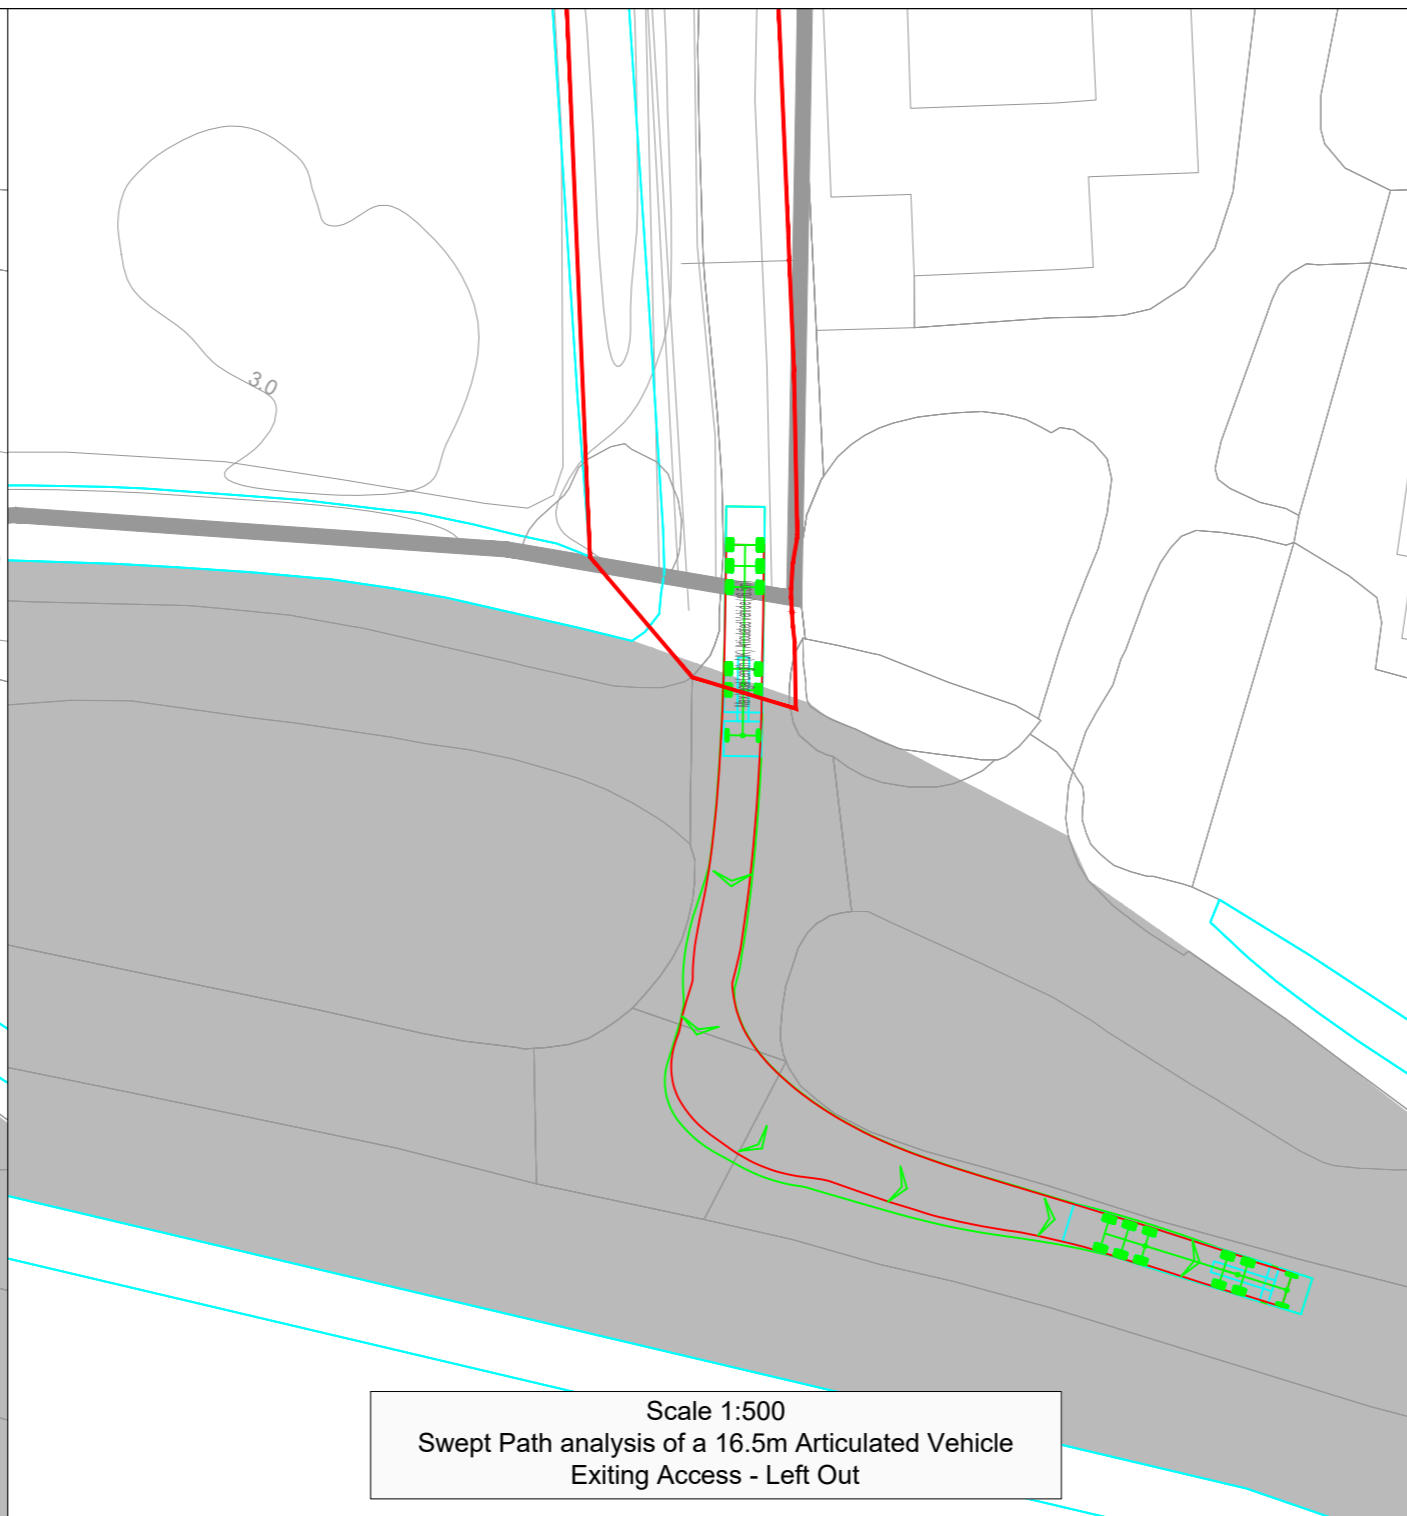 3.0
Scale 1:500
Swept Path analysis of a 16.5m Articulated Vehicle
Exiting Access - Left Out